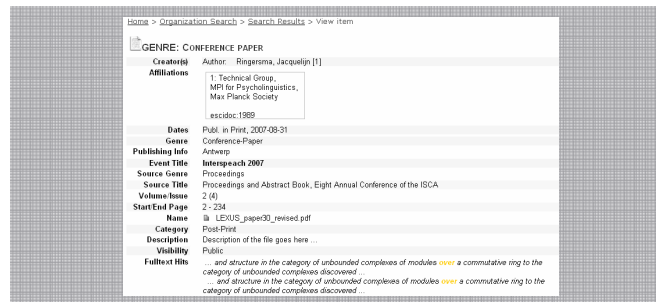 Home > Organization Search > Search Results > View item
GENRE: CONFERENCE PAPER
Creator(s) Author: Ringersma, Jacquelijn [1]
Affiliations 1: Technical Group,
MPI for Psycholinguistics,
Max Planck Society
escidoc:1989
Dates Publ. in Print, 2007-08-31
Genre Conference-Paper
Publishing Info Antwerp
Event Title Interspeach 2007
Source Genre Proceedings
Source Title Proceedings and Abstract Book, Eight Annual Conference of the ISCA
Volume/Issue 2 (4)
Start/End Page 2 - 234
Name LEXUS_paper30_revised.pdf
Category Post-Print
Description Description of the file goes here ...
Visibility Public
Fulltext Hits ... and structure in the category of unbounded complexes of modules over a commutative ring to the
category of unbounded complexes discovered ...
... and structure in the category of unbounded complexes of modules over a commutative ring to the
category of unbounded complexes discovered ...